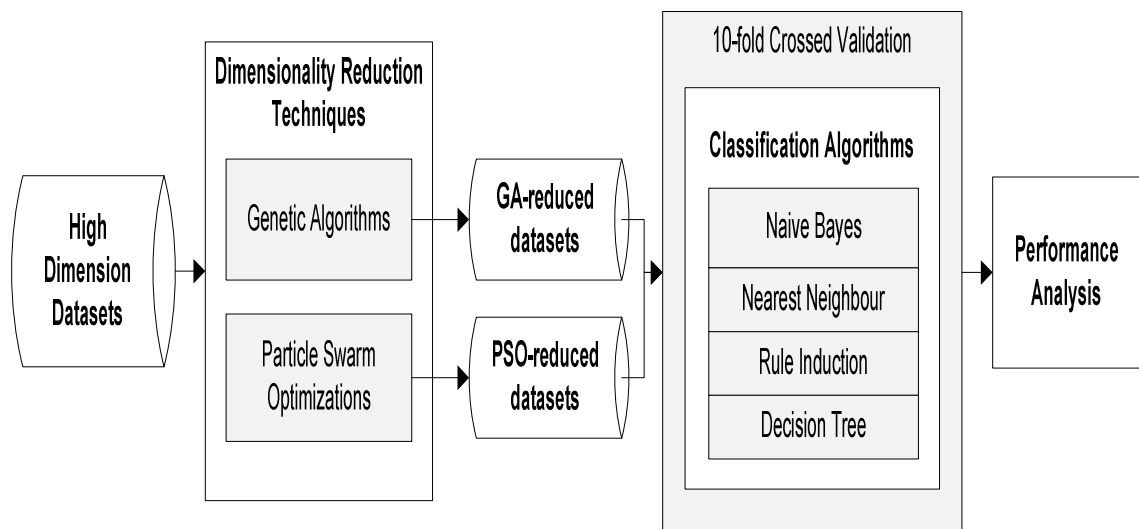 High
Dimension
Datasets
Dimensionality Reduction
Techniques
Genetic Algorithms
Particle Swarm
Optimizations
GA-reduced
datasets
PSO-reduced
datasets
10-fold Crossed Validation
Classification Algorithms
Naive Bayes
Nearest Neighbour
Rule Induction
Decision Tree
Performance
Analysis